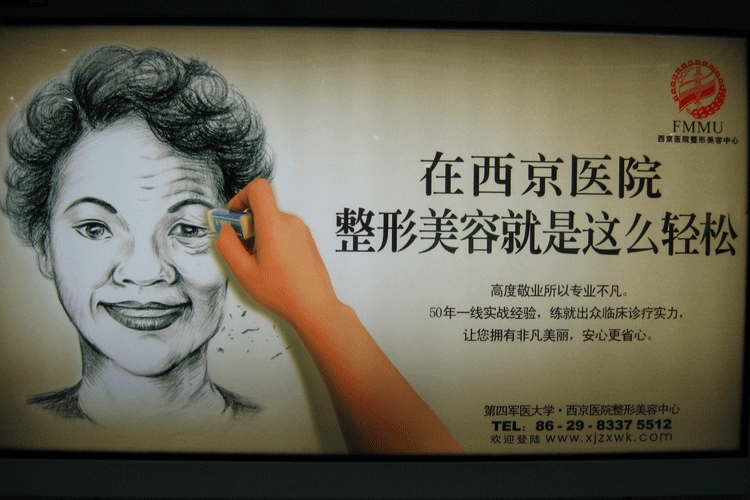 FMMU
西京医院整形美容中心
在西京医院
整形美容就是这么轻松
高度敬业所以专业不凡。
50年一线实战经验，练就出众临床诊疗实力，
让您拥有非凡美丽，安心更省心。
第四军医大学·西京医院整形美容中心
TEL: 86 - 29 - 8337 5512
欢迎登陆 www.xjzxwk.com